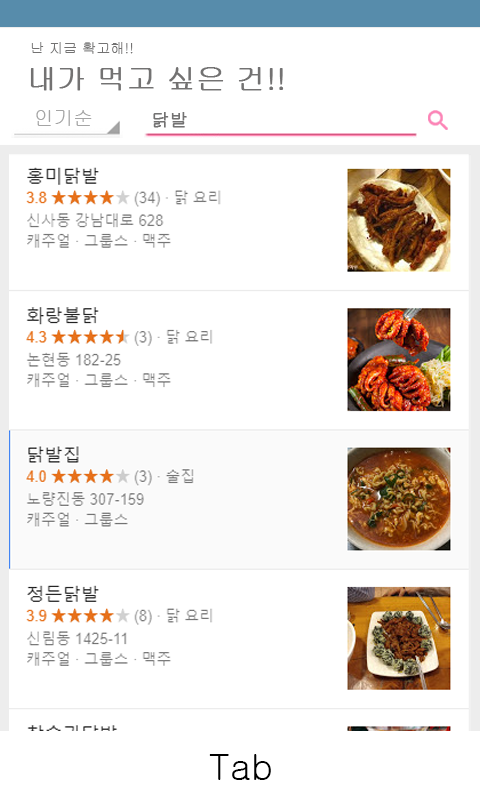 난 지금 확고해!!
내가 먹고 싶은 건!!
인기순 닭발
홍미닭발
3.8 ★★★★★ (34) · 닭 요리
신사동 강남대로 628
캐주얼 · 그룹스 · 맥주
화랑불닭
4.3 ★★★★★ (3) · 닭 요리
논현동 182-25
캐주얼 · 그룹스 · 맥주
닭발집
4.0 ★★★★★ (3) · 술집
노량진동 307-159
캐주얼 · 그룹스
정든닭발
3.9 ★★★★★ (8) · 닭 요리
신림동 1425-11
캐주얼 · 그룹스 · 맥주
Tab